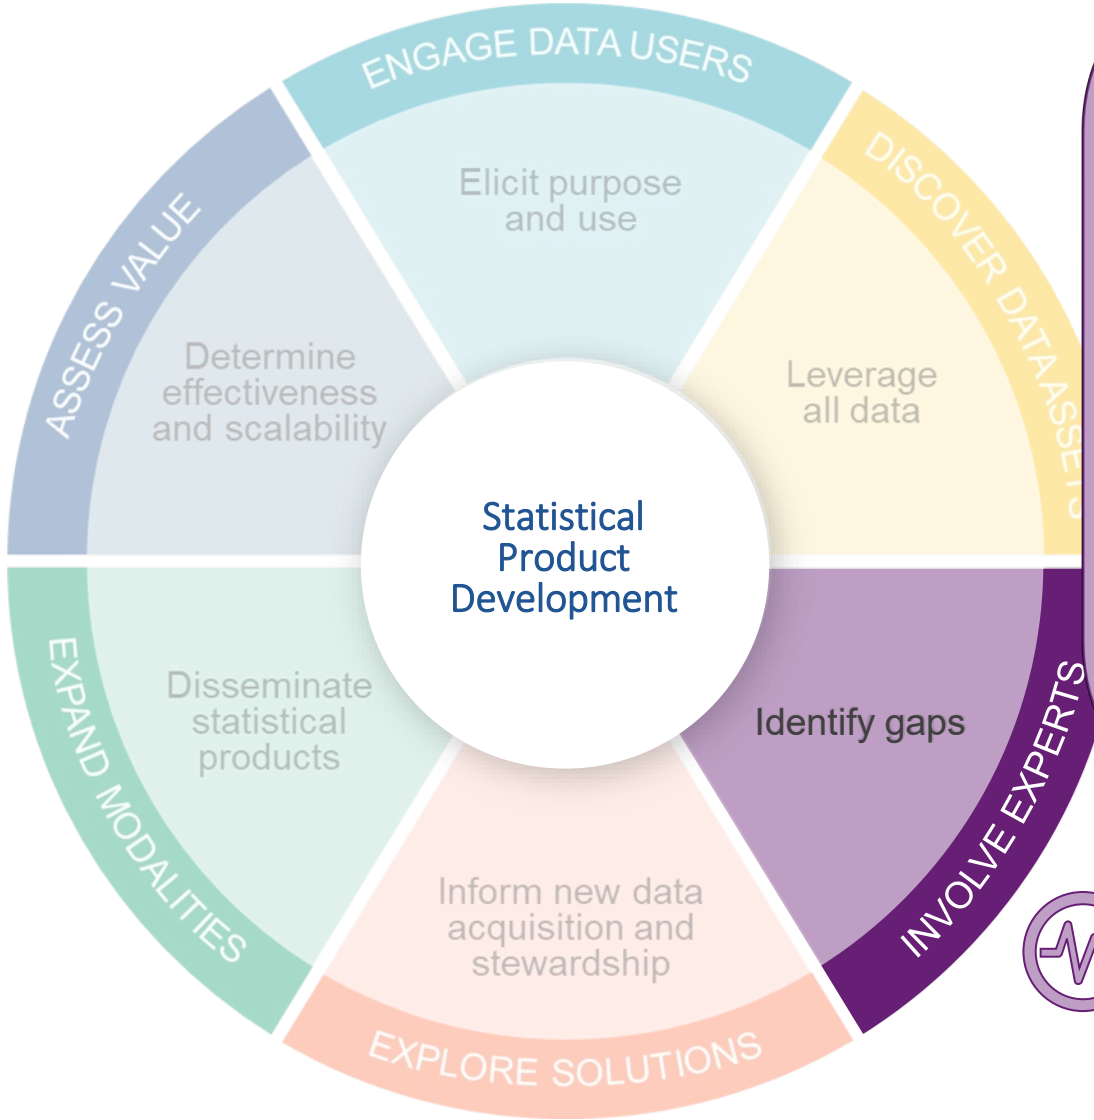 ENGAGE DATA USERS
Elicit purpose
and use
DISCOVER DATA ASSETS
Leverage
all data
INVOLVE EXPERTS
Identify gaps
EXPLORE SOLUTIONS
Inform new data
acquisition and
stewardship
EXPAND MODALITIES
Disseminate
statistical
products
ASSESS VALUE
Determine
effectiveness
and scalability
Statistical
Product
Development